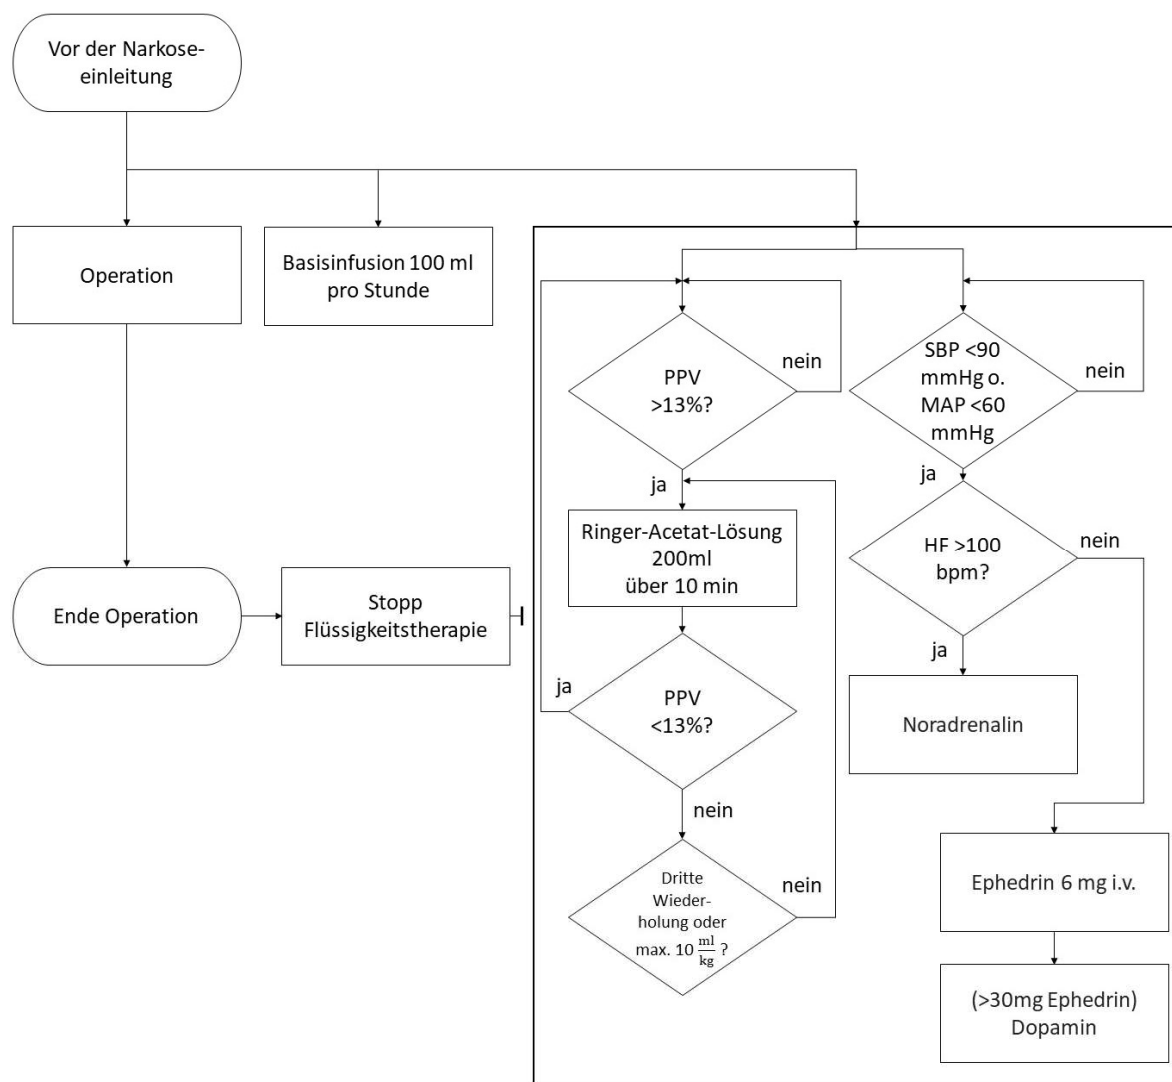 Vor der Narkose-
einleitung
Operation
Basisinfusion 100 ml
pro Stunde
Ende Operation
Stopp
Flüssigkeitstherapie
PPV
>13%?
nein
ja
Ringer-Acetat-Lösung
200ml
über 10 min
PPV
<13%?
ja
nein
Dritte
Wieder-
holung oder
max. 10 ml/kg ?
nein
SBP <90
mmHg o.
MAP <60
mmHg
nein
ja
HF >100
bpm?
nein
ja
Noradrenalin
Ephedrin 6 mg i.v.
(>30mg Ephedrin)
Dopamin